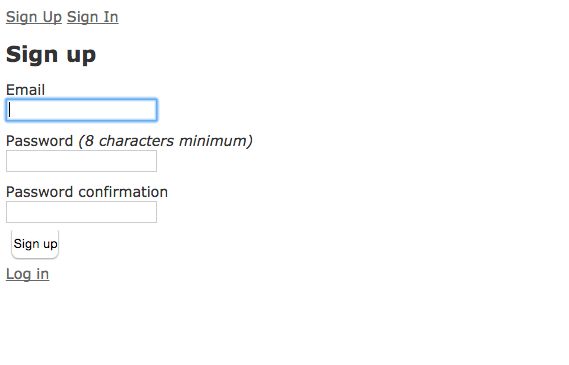 Sign Up Sign In
Sign up
Email
Password (8 characters minimum)
Password confirmation
Sign up
Log in